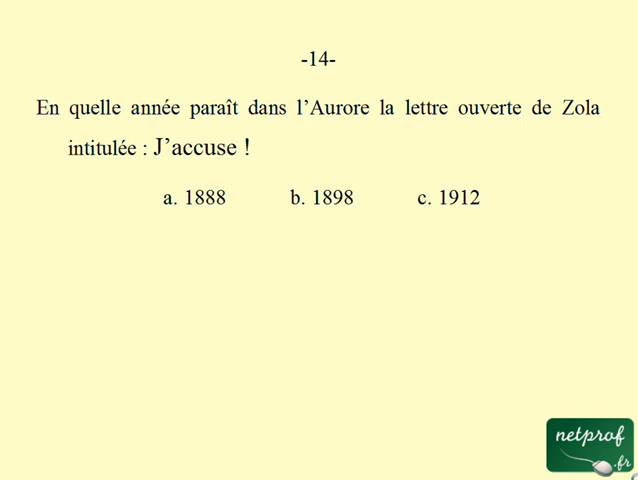 -14-
En quelle année paraît dans l’Aurore la lettre ouverte de Zola
intitulée : J’accuse !
a. 1888 b. 1898 c. 1912
netprof
.fr